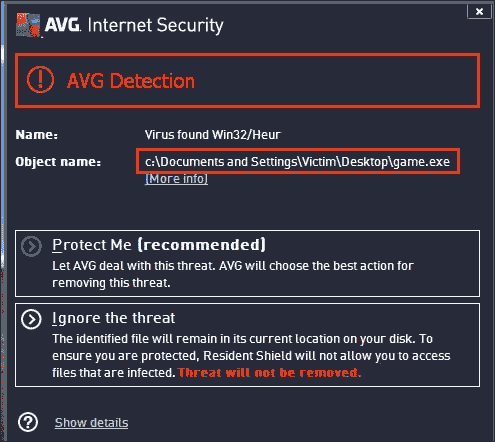 AVG. Internet Security
AVG Detection
Name: Virus found Win32/Heur
Object name: c:\Documents and Settings\Victim\Desktop\game.exe
[More info]
Protect Me (recommended)
Let AVG deal with this threat. AVG will choose the best action for
removing this threat.
Ignore the threat
The identified file will remain in its current location on your disk. To
ensure you are protected, Resident Shield will not allow you to access
files that are infected. Threat will not be removed.
Show details